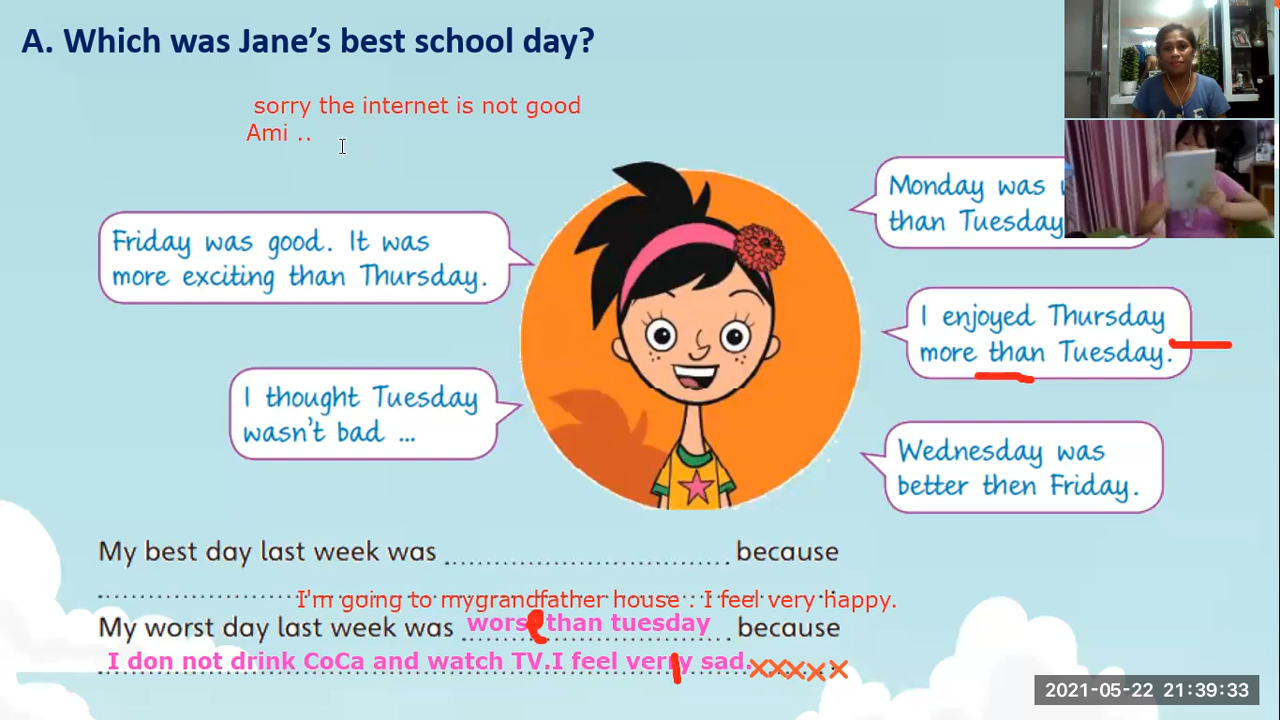 A. Which was Jane's best school day?
sorry the internet is not good
Ami ..
Monday was
than Tuesday
Friday was good. It was
more exciting than Thursday.
I enjoyed Thursday
more than Tuesday.
I thought Tuesday
wasn't bad ...
Wednesday was
better then Friday.
My best day last week was ........................ because
I'm going to mygrandfather house . I feel very happy.
My worst day last week was worse than tuesday because
I don not drink CoCa and watch TV.I feel very sad.xxxxx
2021-05-22 21:39:33